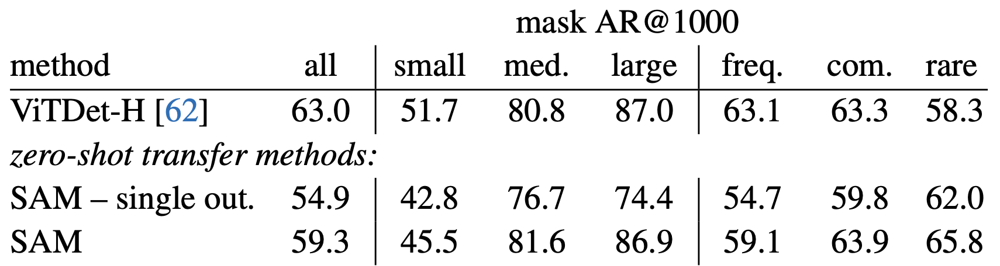 mask AR@1000
method all small med. large freq. com. rare
ViTDet-H [62] 63.0 51.7 80.8 87.0 63.1 63.3 58.3
zero-shot transfer methods:
SAM – single out. 54.9 42.8 76.7 74.4 54.7 59.8 62.0
SAM 59.3 45.5 81.6 86.9 59.1 63.9 65.8